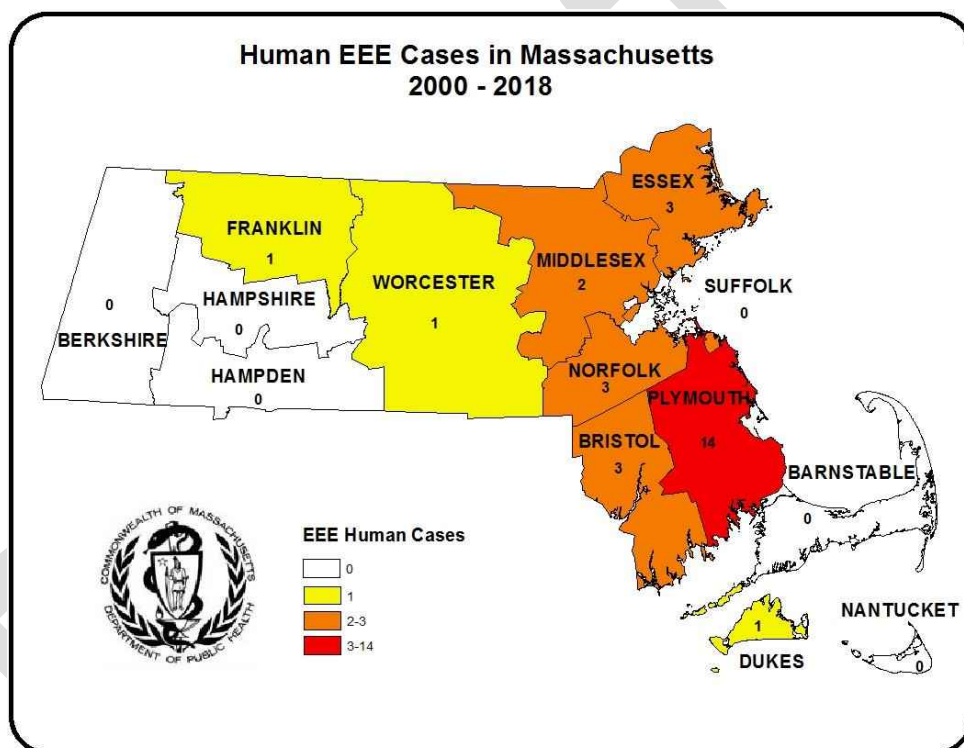 Human EEE Cases in Massachusetts
2000 - 2018
ESSEX
3
FRANKLIN
1
MIDDLESEX
2
WORCESTER
1
SUFFOLK
0
HAMPSHIRE
0
0
BERKSHIRE
HAMPDEN
0
NORFOLK
3
PLYMOUTH
14
BRISTOL
3
BARNSTABLE
0
NANTUCKET
0
1
DUKES
COMMONWEALTH OF MASSACHUSETTS
DEPARTMENT OF PUBLIC HEALTH
EEE Human Cases
0
1
2-3
3-14